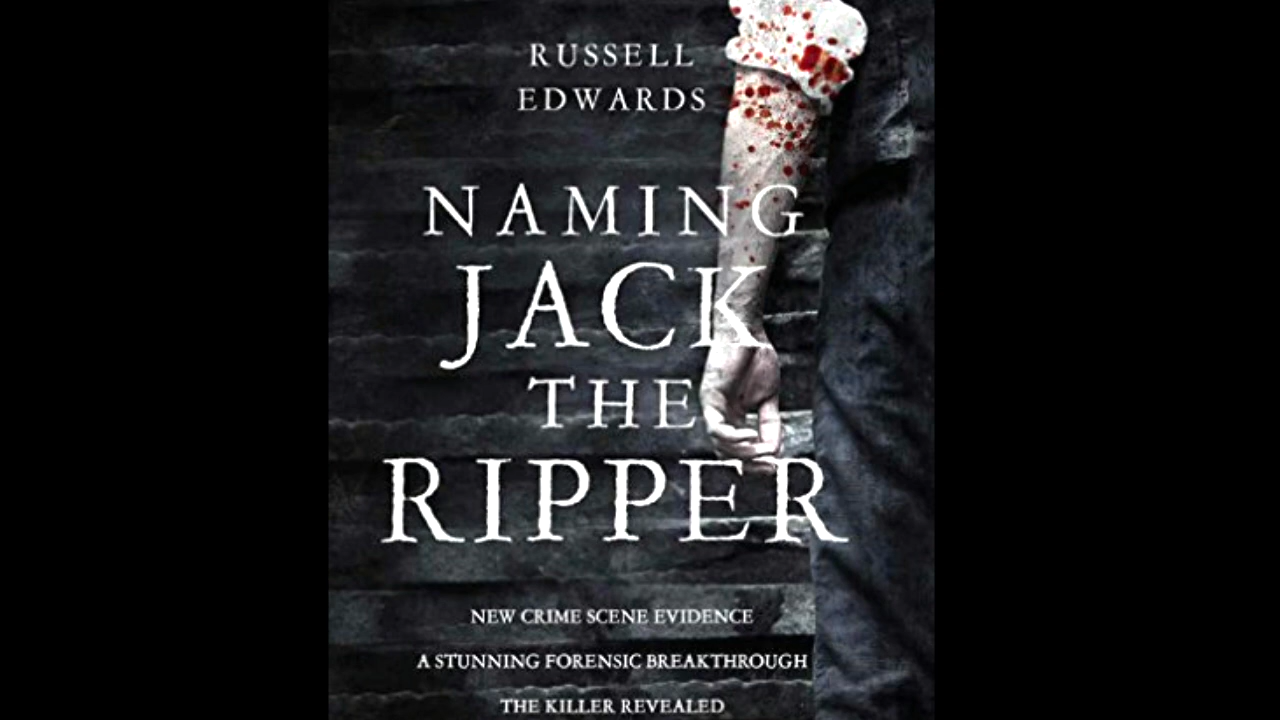 RUSSELL
EDWARDS
NAMING
JACK
THE
RIPPER
NEW CRIME SCENE EVIDENCE
A STUNNING FORENSIC BREAKTHROUGH
THE KILLER REVEALED